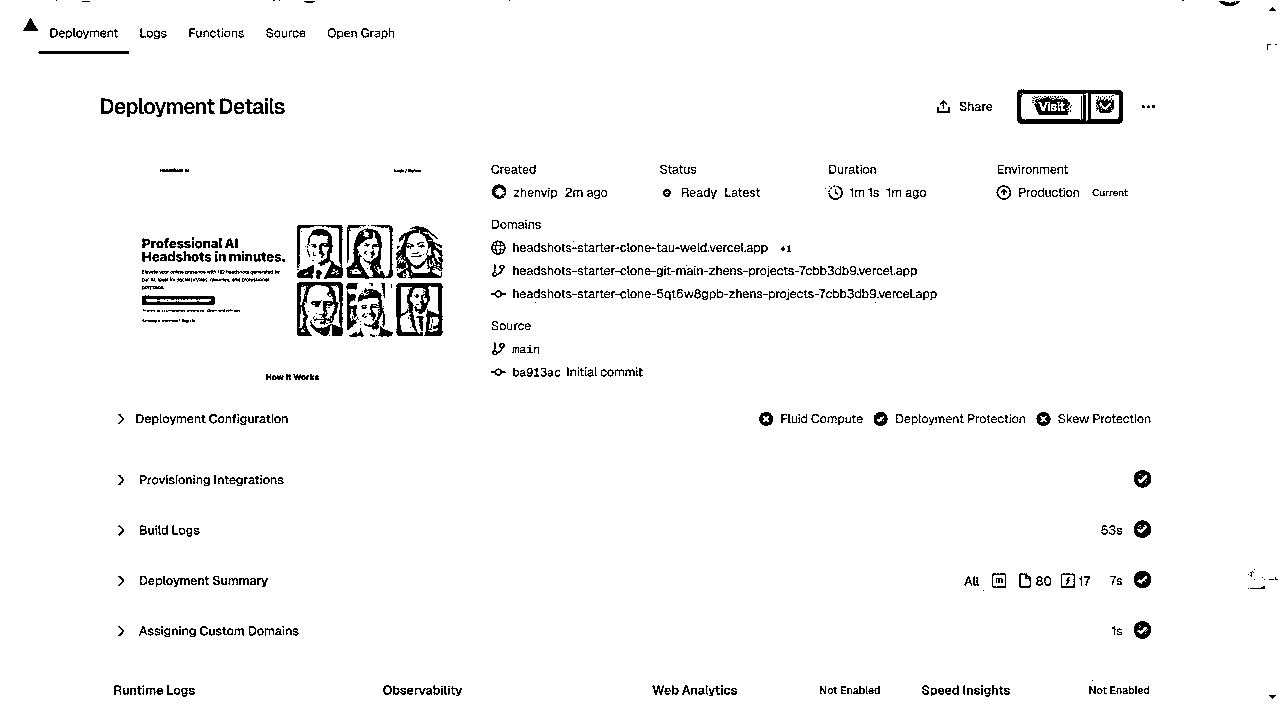 Deployment Logs Functions Source Open Graph
Deployment Details
Share Visit
Created Status Duration Environment
zhenvip 2m ago Ready Latest 1m 1s 1m ago Production Current
Domains
headshots-starter-clone-tau-weld.vercel.app +1
headshots-starter-clone-git-main-zhens-projects-7cbb3db9.vercel.app
headshots-starter-clone-5qt6w8gpb-zhens-projects-7cbb3db9.vercel.app
Source
main
ba913ac Initial commit
Professional AI
Headshots in minutes.
How It Works
Deployment Configuration Fluid Compute Deployment Protection Skew Protection
Provisioning Integrations
Build Logs 53s
Deployment Summary All 80 17 7s
Assigning Custom Domains 1s
Runtime Logs Observability Web Analytics Not Enabled Speed Insights Not Enabled